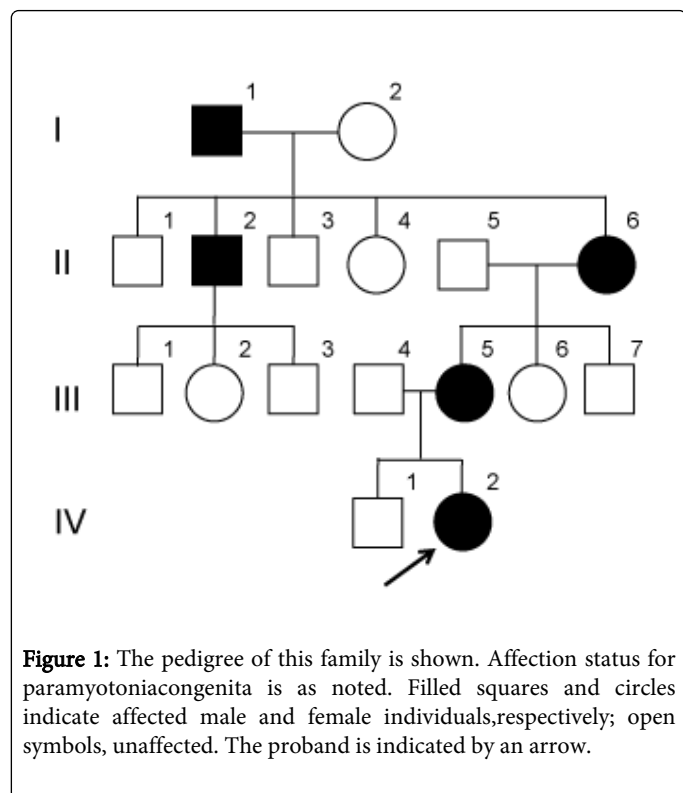 1 2
I
1 2 3 4 5 6
II
1 2 3 4 5 6 7
III
1 2
IV
Figure 1: The pedigree of this family is shown. Affection status for
paramyotoniacongenita is as noted. Filled squares and circles
indicate affected male and female individuals,respectively; open
symbols, unaffected. The proband is indicated by an arrow.